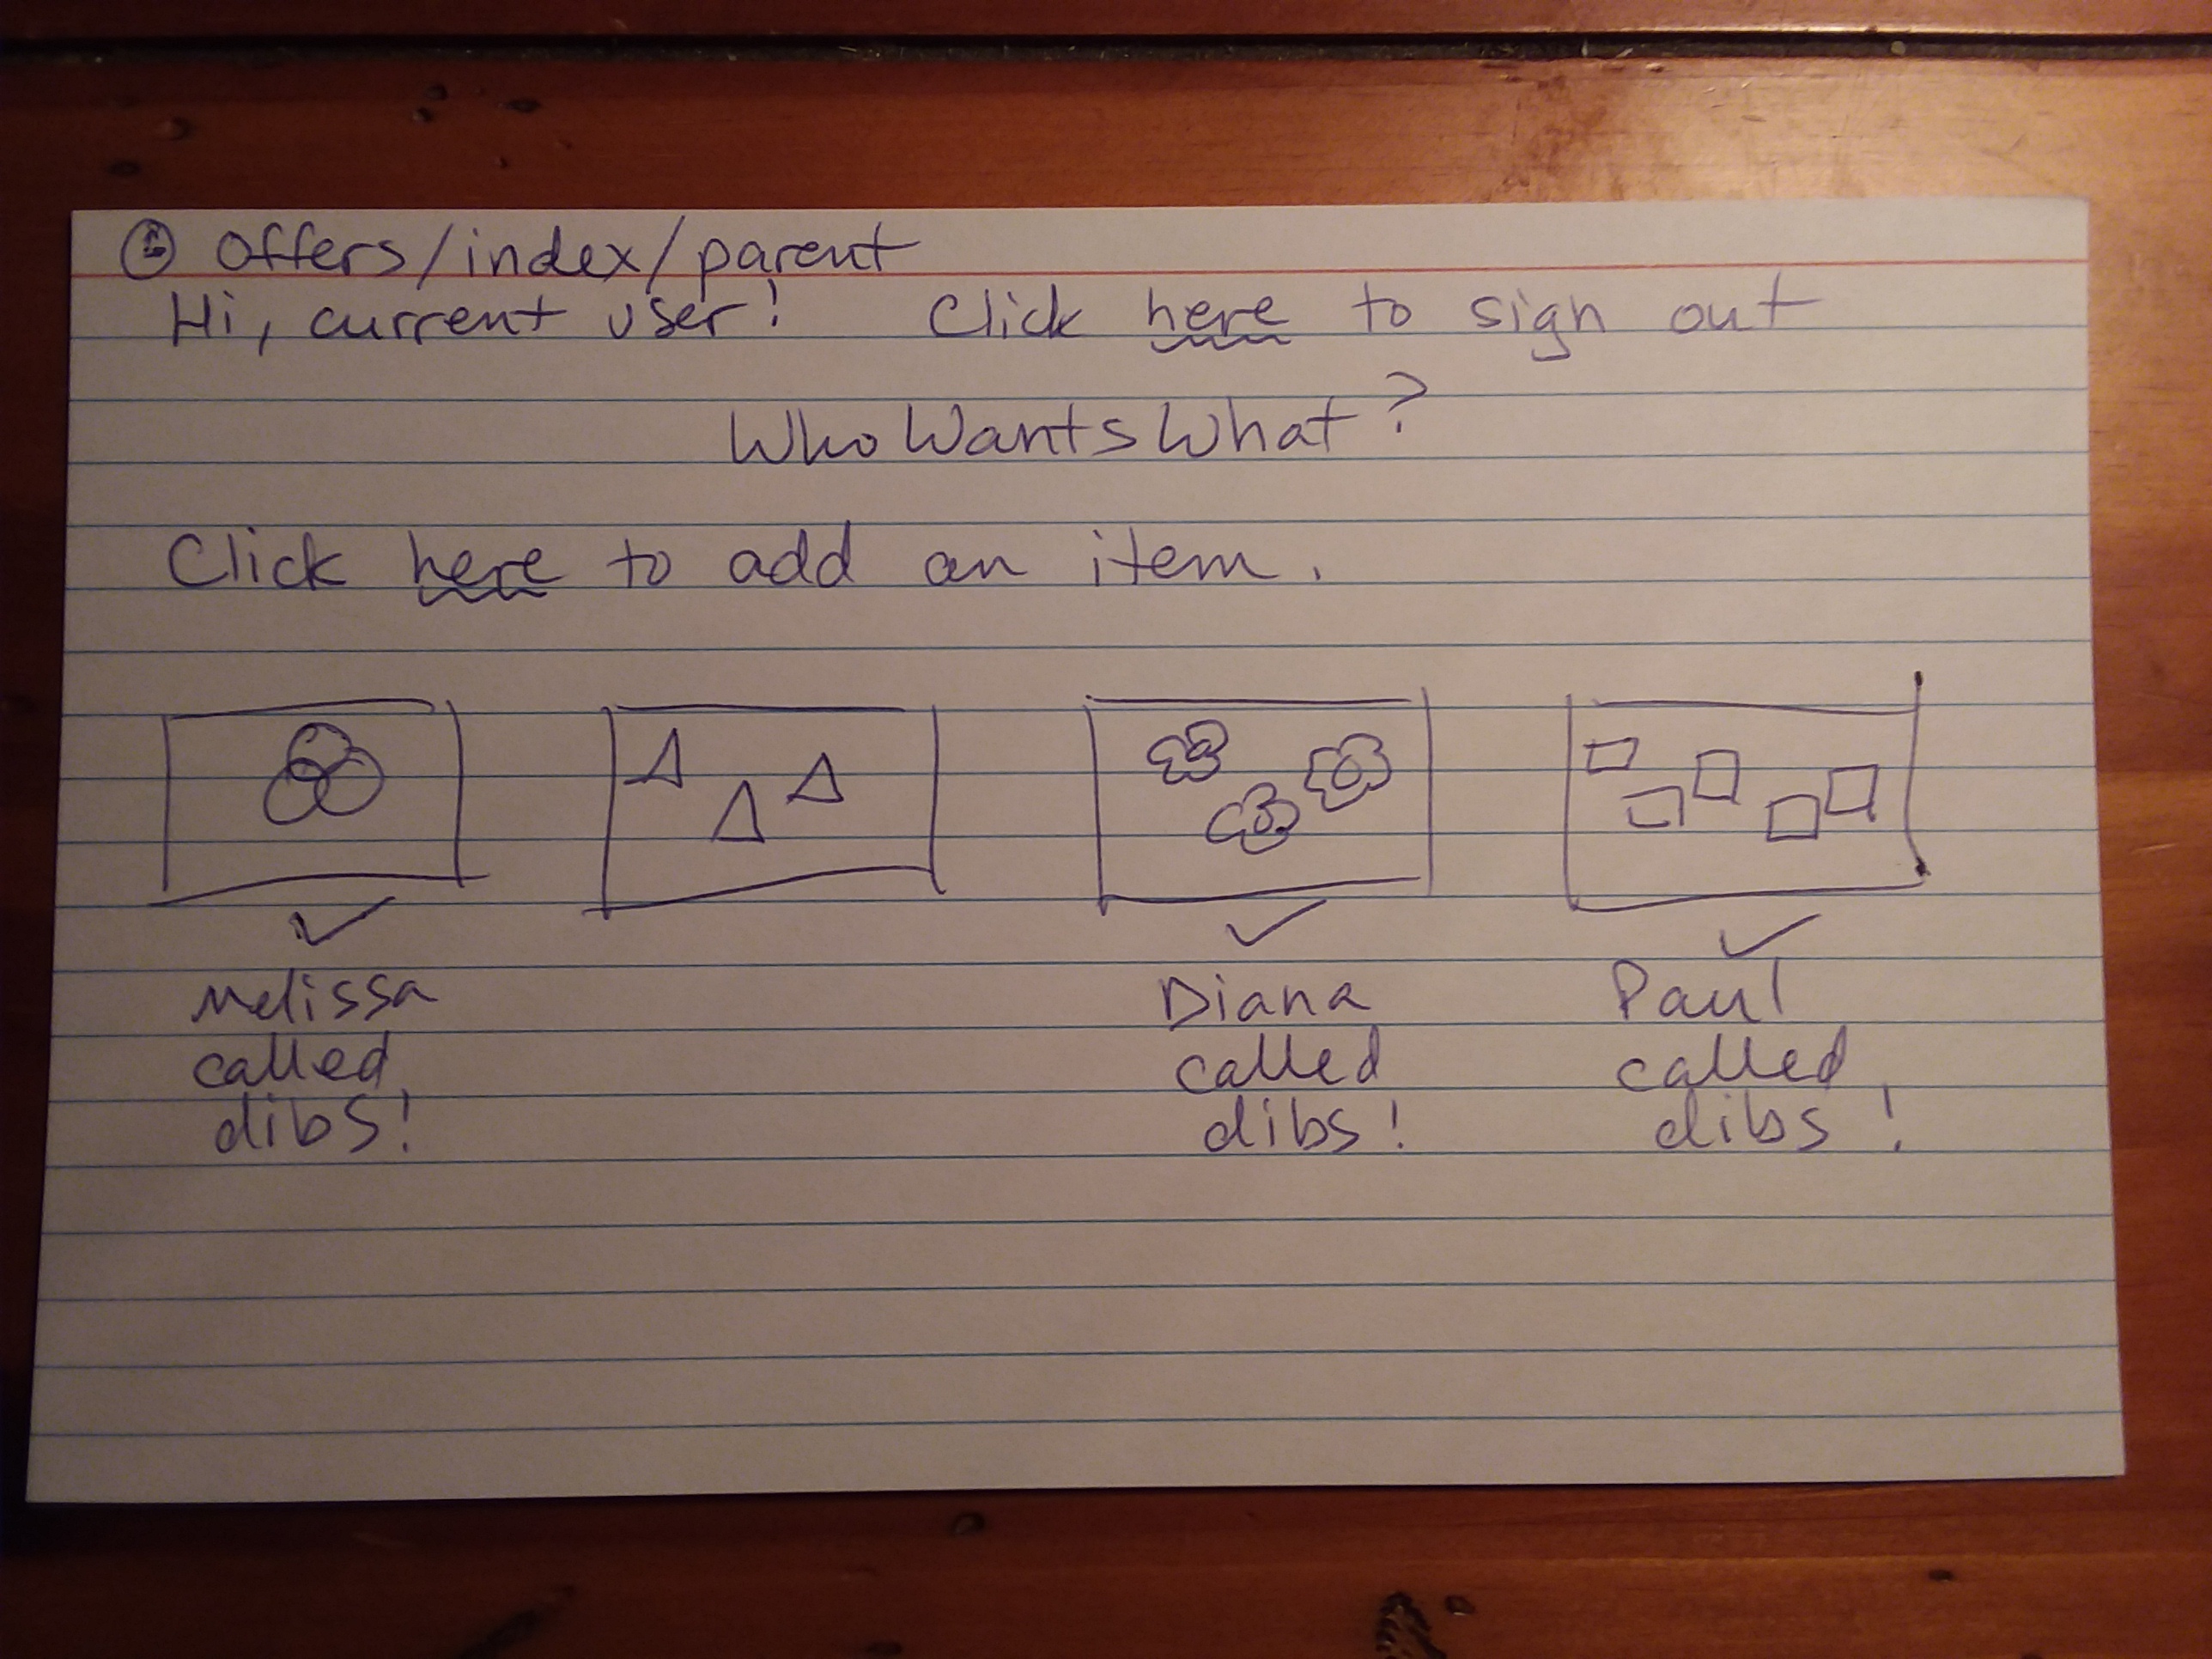 Offers/index/parent
Hi, current user! Click here to sign out
WhoWantsWhat?
Click here to add an item.
Melissa called dibs!
Diana called dibs!
Paul called dibs!